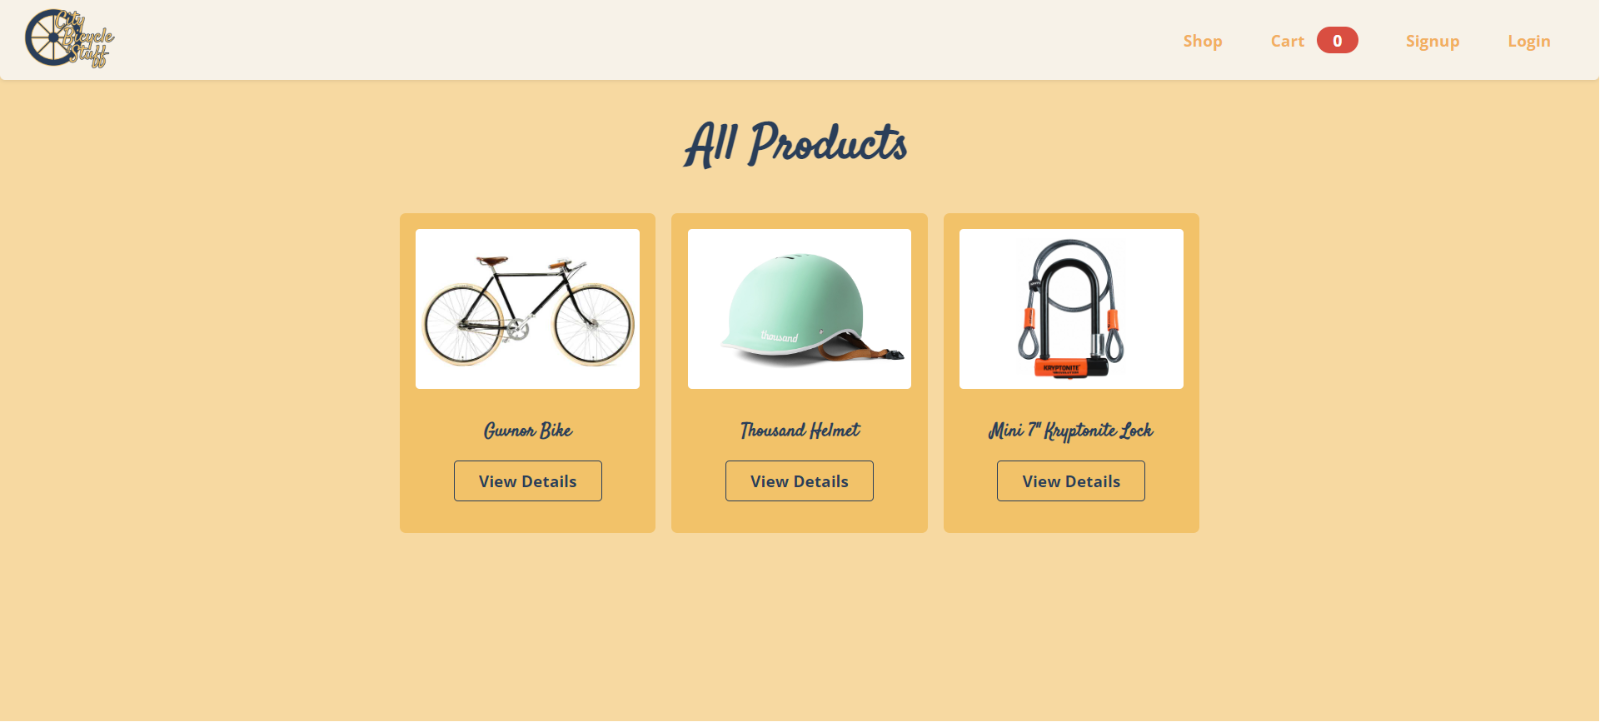 City
Bicycle
Stuff
Shop
Cart
0
Signup
Login
All Products
thousand
KRYPTONITE
Guvnor Bike
Thousand Helmet
Mini 7" Kryptonite Lock
View Details
View Details
View Details